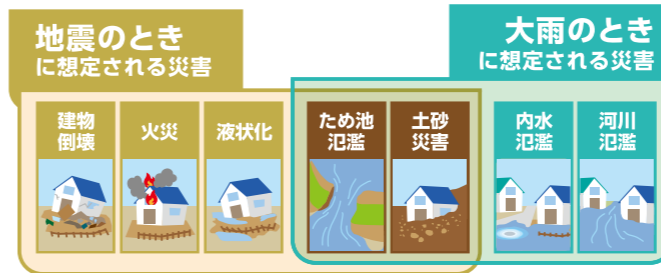 地震のとき
に想定される災害
大雨のとき
に想定される災害
建物
倒壊
火災
液状化
ため池
氾濫
土砂
災害
内水
氾濫
河川
氾濫